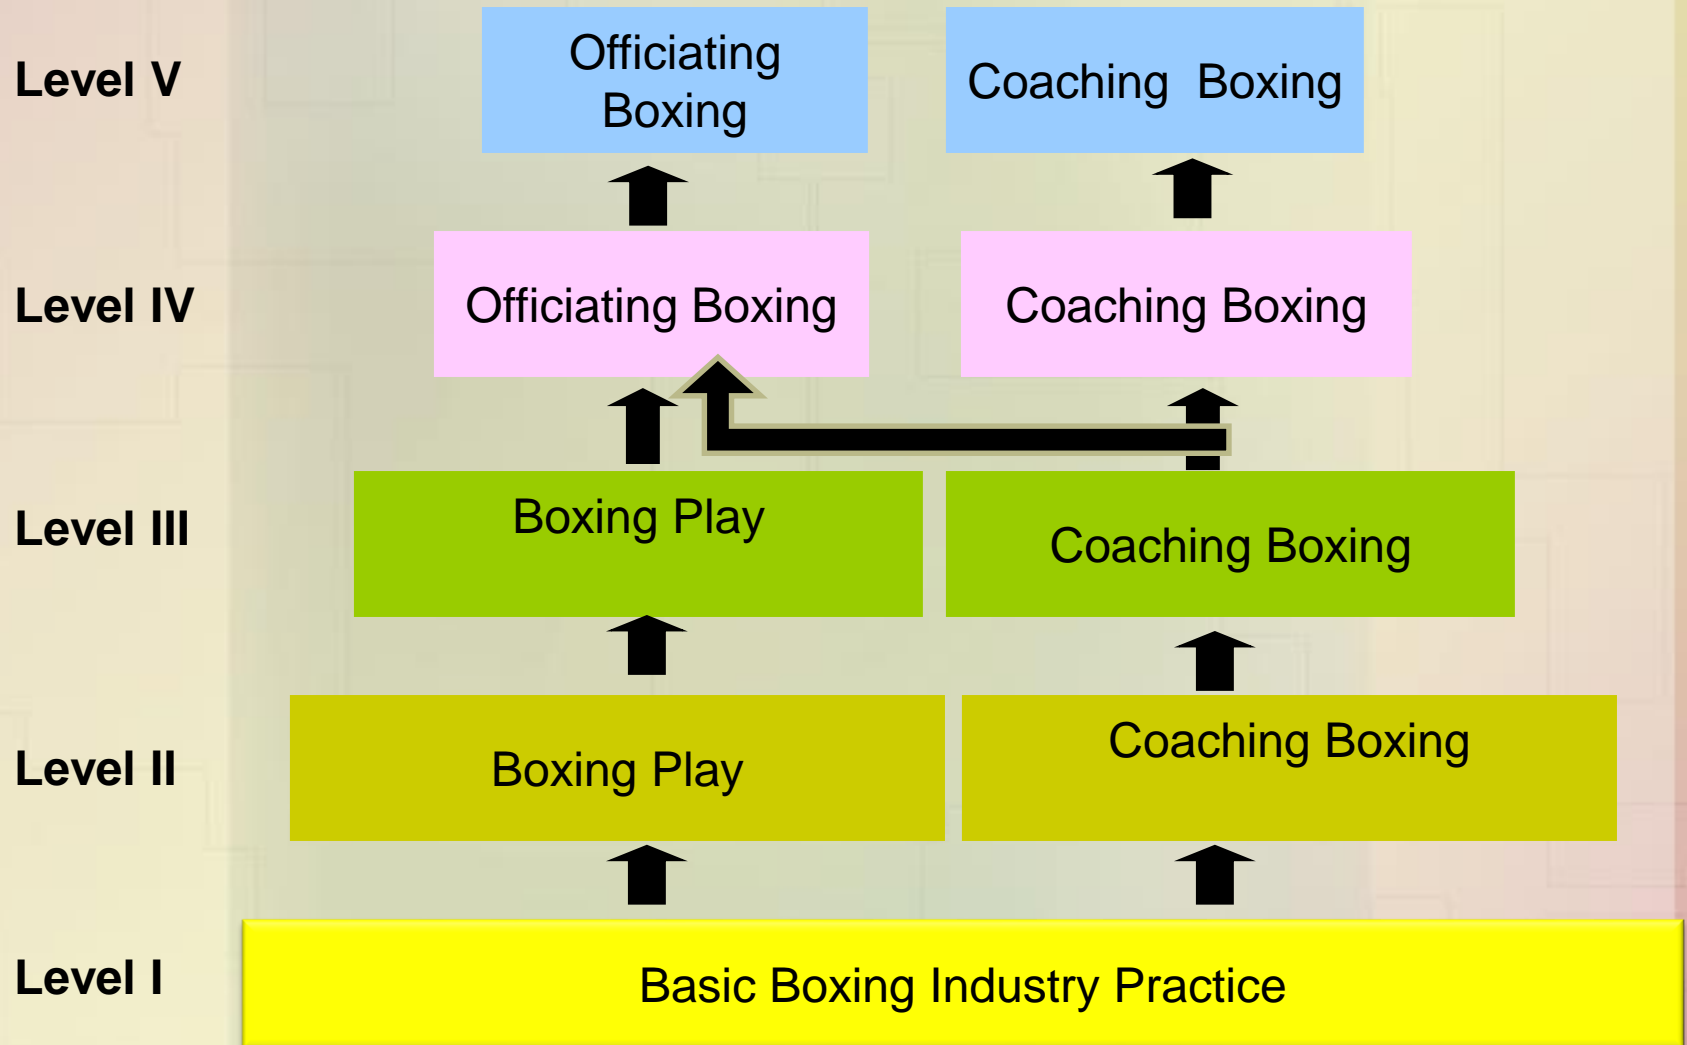 Level V
Officiating
Boxing
Coaching  Boxing
Level IV
Officiating Boxing
Coaching Boxing
Level III
Boxing Play
Coaching Boxing
Level II
Boxing Play
Coaching Boxing
Level I
Basic Boxing Industry Practice